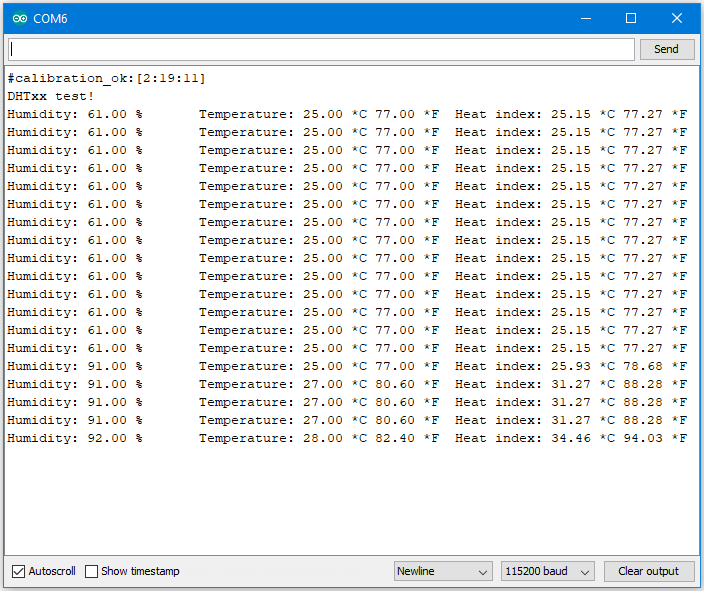 COM6
Send
#calibration_ok:[2:19:11]
DHTxx test!
Humidity: 61.00 % Temperature: 25.00 *C 77.00 *F Heat index: 25.15 *C 77.27 *F
Humidity: 61.00 % Temperature: 25.00 *C 77.00 *F Heat index: 25.15 *C 77.27 *F
Humidity: 61.00 % Temperature: 25.00 *C 77.00 *F Heat index: 25.15 *C 77.27 *F
Humidity: 61.00 % Temperature: 25.00 *C 77.00 *F Heat index: 25.15 *C 77.27 *F
Humidity: 61.00 % Temperature: 25.00 *C 77.00 *F Heat index: 25.15 *C 77.27 *F
Humidity: 61.00 % Temperature: 25.00 *C 77.00 *F Heat index: 25.15 *C 77.27 *F
Humidity: 61.00 % Temperature: 25.00 *C 77.00 *F Heat index: 25.15 *C 77.27 *F
Humidity: 61.00 % Temperature: 25.00 *C 77.00 *F Heat index: 25.15 *C 77.27 *F
Humidity: 61.00 % Temperature: 25.00 *C 77.00 *F Heat index: 25.15 *C 77.27 *F
Humidity: 61.00 % Temperature: 25.00 *C 77.00 *F Heat index: 25.15 *C 77.27 *F
Humidity: 61.00 % Temperature: 25.00 *C 77.00 *F Heat index: 25.15 *C 77.27 *F
Humidity: 61.00 % Temperature: 25.00 *C 77.00 *F Heat index: 25.15 *C 77.27 *F
Humidity: 61.00 % Temperature: 25.00 *C 77.00 *F Heat index: 25.15 *C 77.27 *F
Humidity: 61.00 % Temperature: 25.00 *C 77.00 *F Heat index: 25.15 *C 77.27 *F
Humidity: 91.00 % Temperature: 25.00 *C 77.00 *F Heat index: 25.93 *C 78.68 *F
Humidity: 91.00 % Temperature: 27.00 *C 80.60 *F Heat index: 31.27 *C 88.28 *F
Humidity: 91.00 % Temperature: 27.00 *C 80.60 *F Heat index: 31.27 *C 88.28 *F
Humidity: 91.00 % Temperature: 27.00 *C 80.60 *F Heat index: 31.27 *C 88.28 *F
Humidity: 92.00 % Temperature: 28.00 *C 82.40 *F Heat index: 34.46 *C 94.03 *F
Autoscroll Show timestamp Newline 115200 baud Clear output